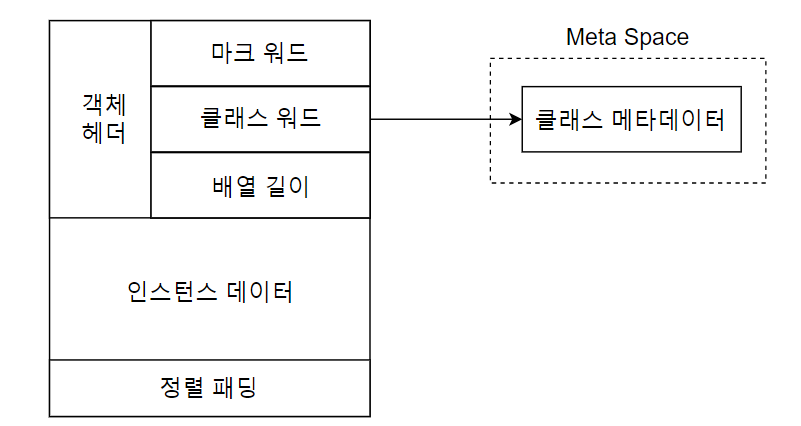 객체
헤더
마크 워드
클래스 워드
배열 길이
인스턴스 데이터
정렬 패딩
Meta Space
클래스 메타데이터